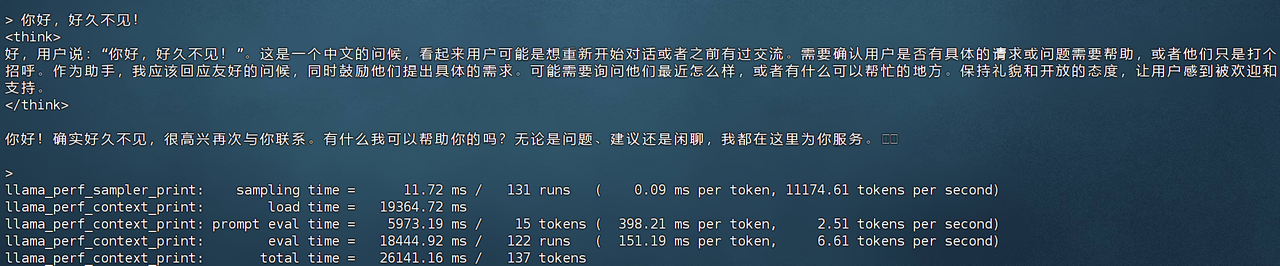 > 你好，好久不见！
<think>
好，用户说：“你好，好久不见！”。这是一个中文的问候，看起来用户可能是想重新开始对话或者之前有过交流。需要确认用户是否有具体的请求或问题需要帮助，或者他们只是打个
招呼。作为助手，我应该回应友好的问候，同时鼓励他们提出具体的需求。可能需要询问他们最近怎么样，或者有什么可以帮忙的地方。保持礼貌和开放的态度，让用户感到被欢迎和
支持。
</think>
你好！确实好久不见，很高兴再次与你联系。有什么我可以帮助你的吗？无论是问题、建议还是闲聊，我都在这里为你服务。
>
llama_perf_sampler_print:    sampling time =      11.72 ms /   131 runs   (    0.09 ms per token, 11174.61 tokens per second)
llama_perf_context_print:        load time =   19364.72 ms
llama_perf_context_print: prompt eval time =    5973.19 ms /    15 tokens (  398.21 ms per token,     2.51 tokens per second)
llama_perf_context_print:        eval time =   18444.92 ms /   122 runs   (  151.19 ms per token,     6.61 tokens per second)
llama_perf_context_print:       total time =   26141.16 ms /   137 tokens